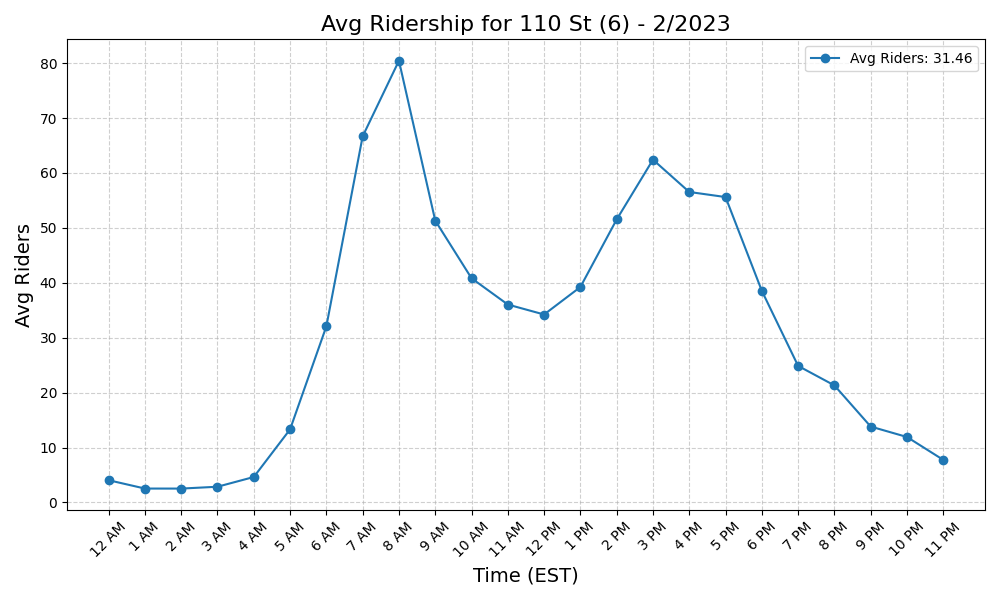 Avg Ridership for 110 St (6) - 2/2023
Avg Riders: 31.46
Avg Riders
80
70
60
50
40
30
20
10
0
12 AM
1 AM
2 AM
3 AM
4 AM
5 AM
6 AM
7 AM
8 AM
9 AM
10 AM
11 AM
12 PM
1 PM
2 PM
3 PM
4 PM
5 PM
6 PM
7 PM
8 PM
9 PM
10 PM
11 PM
Time (EST)